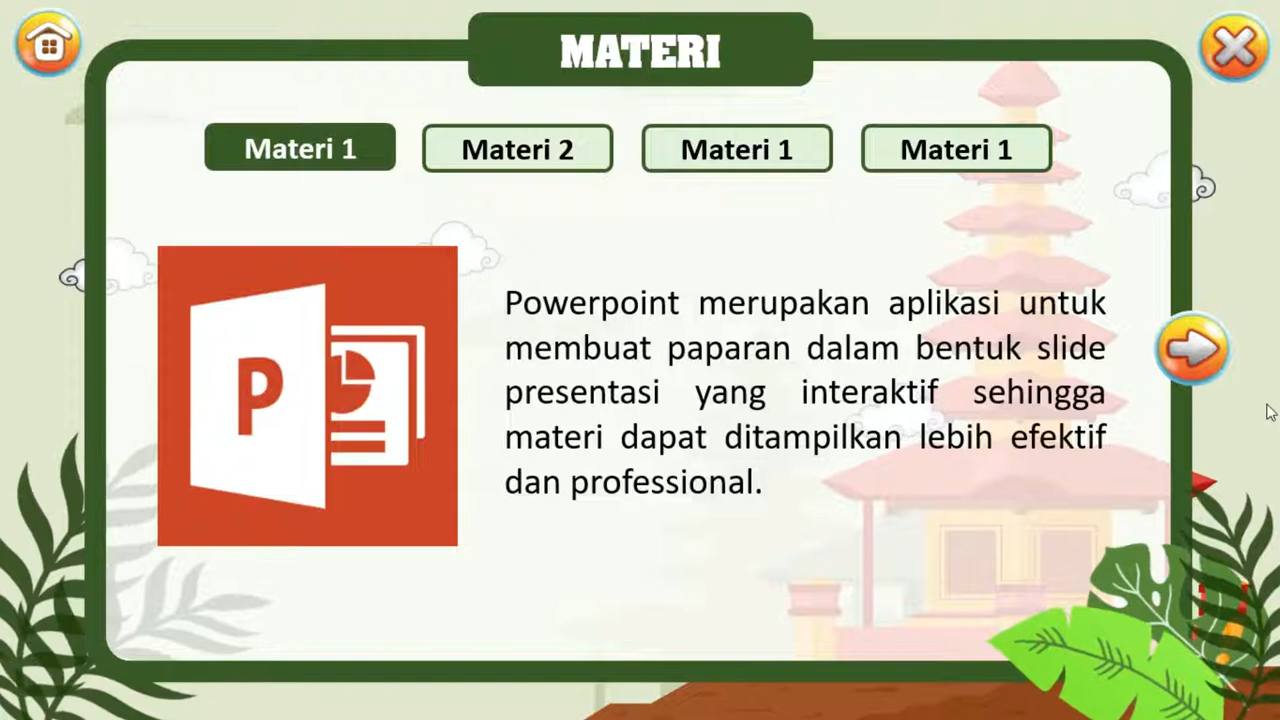 MATERI
Materi 1
Materi 2
Materi 1
Materi 1
P
Powerpoint merupakan aplikasi untuk
membuat paparan dalam bentuk slide
presentasi yang interaktif sehingga
materi dapat ditampilkan lebih efektif
dan professional.